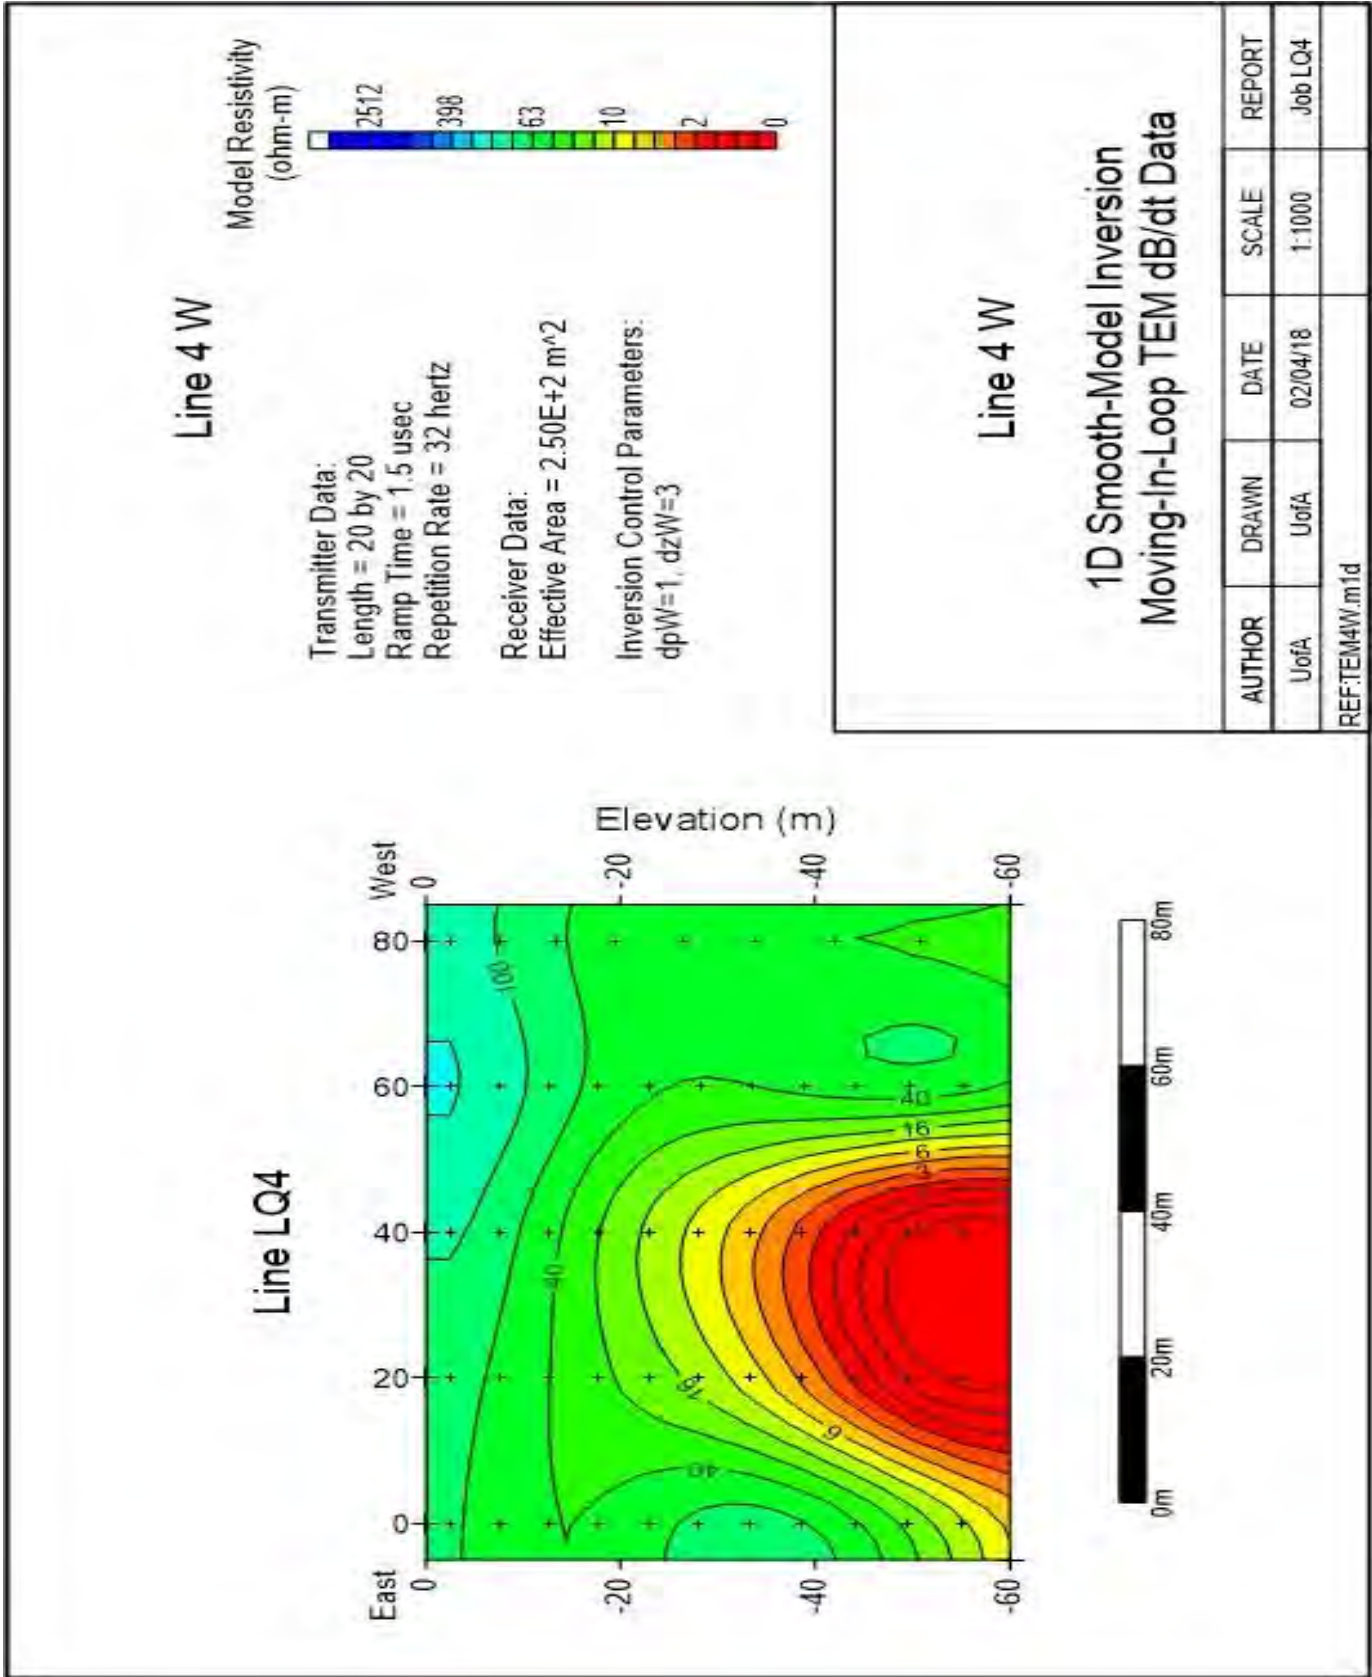 Line LQ4
East
West
0
20
40
60
80
0
-20
-40
-60
0
-20
-40
-60
Elevation (m)
100
40
40
40
16
16
6
6
0m
20m
40m
60m
80m
Line 4 W
Transmitter Data:
Length = 20 by 20
Ramp Time = 1.5 usec
Repetition Rate = 32 hertz
Receiver Data:
Effective Area = 2.50E+2 m^2
Inversion Control Parameters:
dpW=1, dzW=3
Model Resistivity
(ohm-m)
2512
398
63
10
2
0
Line 4 W
1D Smooth-Model Inversion
Moving-In-Loop TEM dB/dt Data
AUTHOR DRAWN DATE SCALE REPORT
UofA UofA 02/04/18 1:1000 Job LQ4
REF:TEM4W.m1d